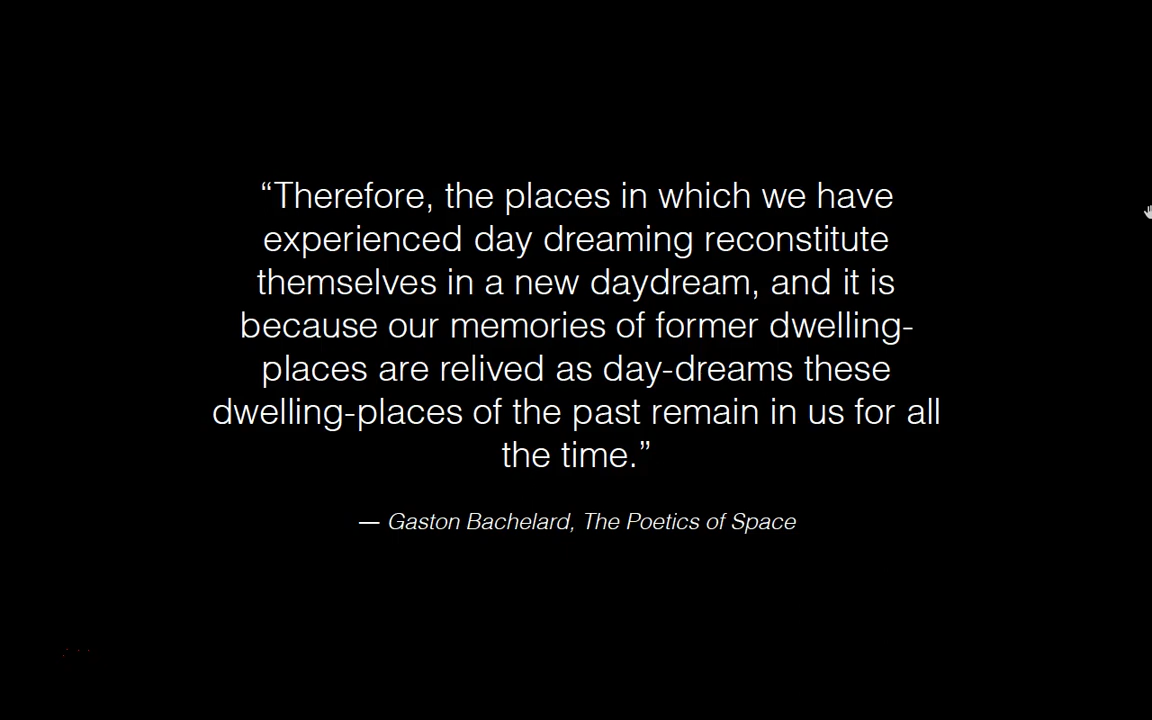 “Therefore, the places in which we have
experienced day dreaming reconstitute
themselves in a new daydream, and it is
because our memories of former dwelling-
places are relived as day-dreams these
dwelling-places of the past remain in us for all
the time.”
— Gaston Bachelard, The Poetics of Space